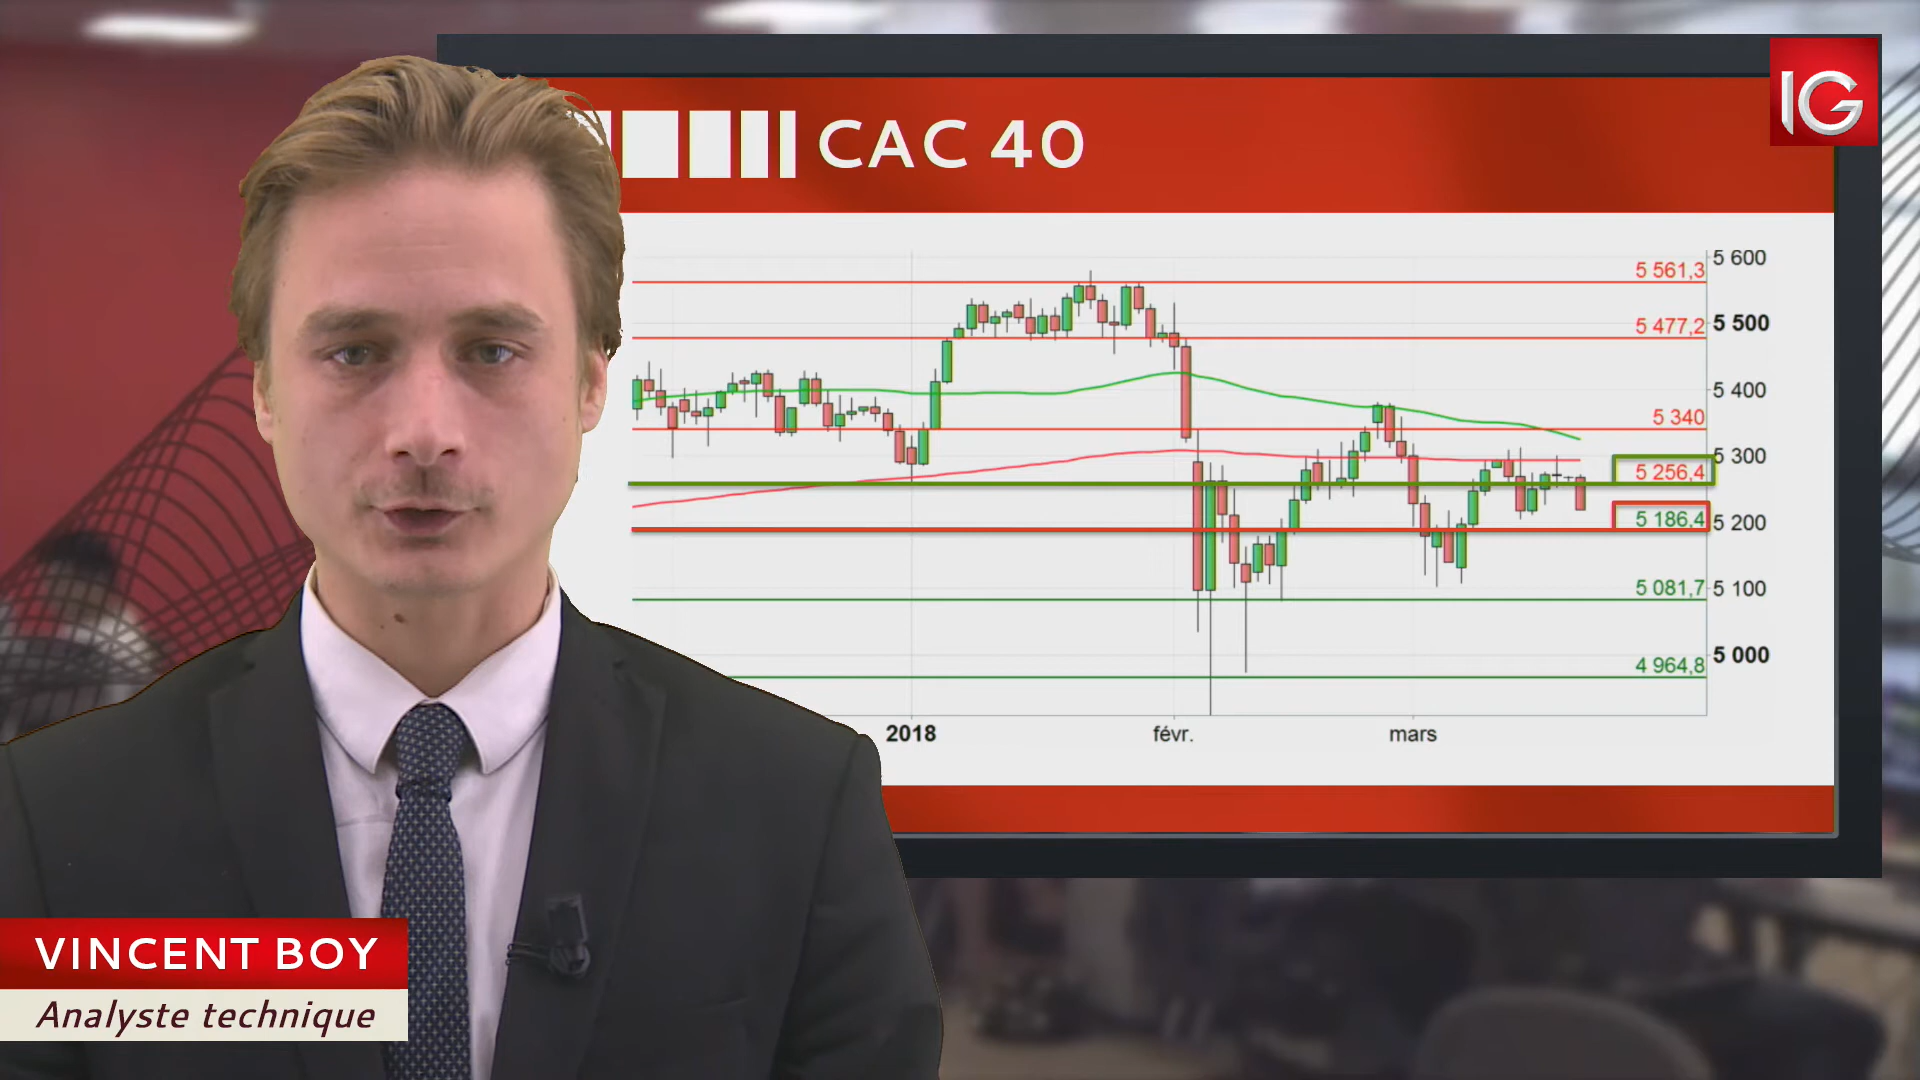 IG
CAC 40
5 600
5 561,3
5 500
5 477,2
5 400
5 340
5 300
5 256,4
5 200
5 186,4
5 100
5 081,7
5 000
4 964,8
2018 févr. mars
VINCENT BOY
Analyste technique